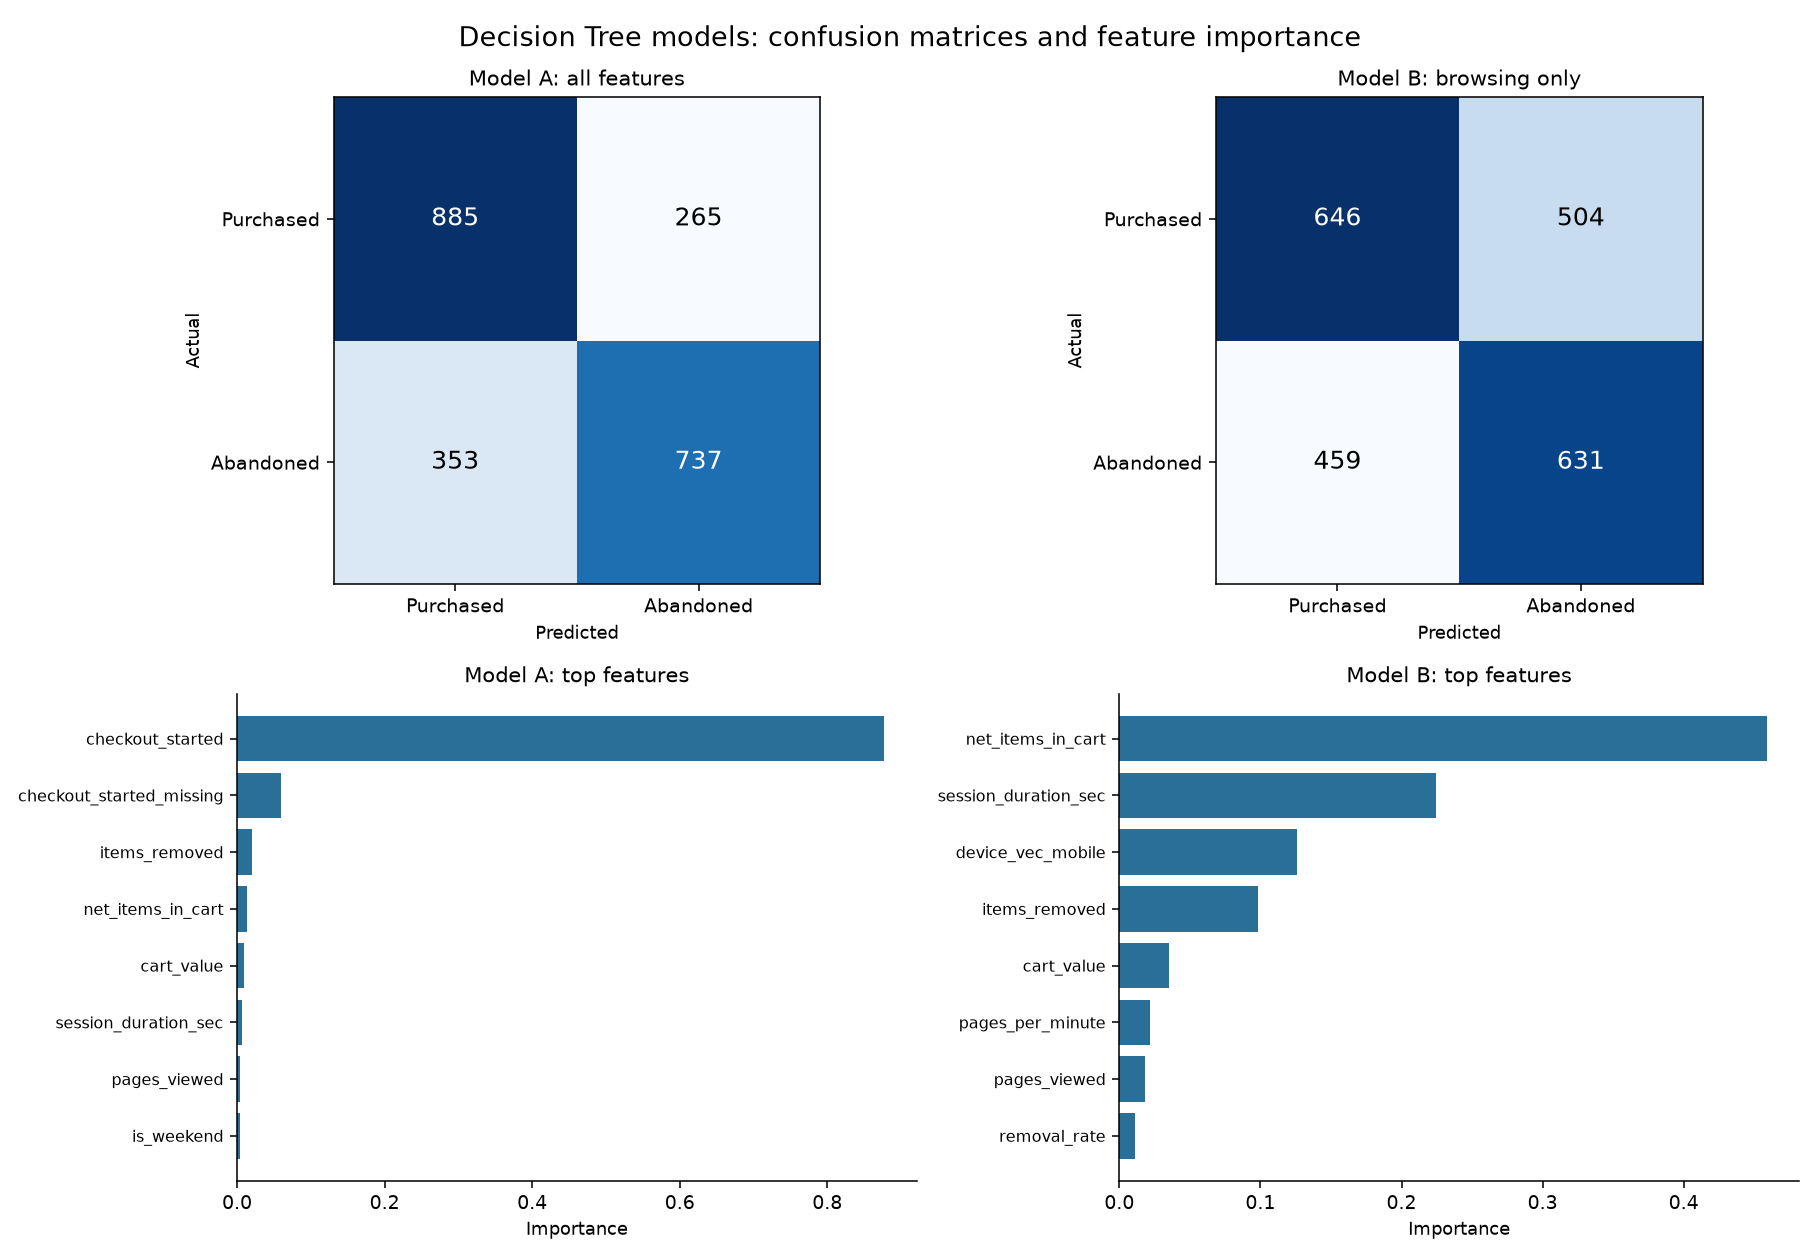 Decision Tree models: confusion matrices and feature importance
Model A: all features
Actual
Purchased
885 265
Abandoned
353 737
Purchased Abandoned
Predicted
Model B: browsing only
Actual
Purchased
646 504
Abandoned
459 631
Purchased Abandoned
Predicted
Model A: top features
checkout_started
checkout_started_missing
items_removed
net_items_in_cart
cart_value
session_duration_sec
pages_viewed
is_weekend
0.0 0.2 0.4 0.6 0.8
Importance
Model B: top features
net_items_in_cart
session_duration_sec
device_vec_mobile
items_removed
cart_value
pages_per_minute
pages_viewed
removal_rate
0.0 0.1 0.2 0.3 0.4
Importance